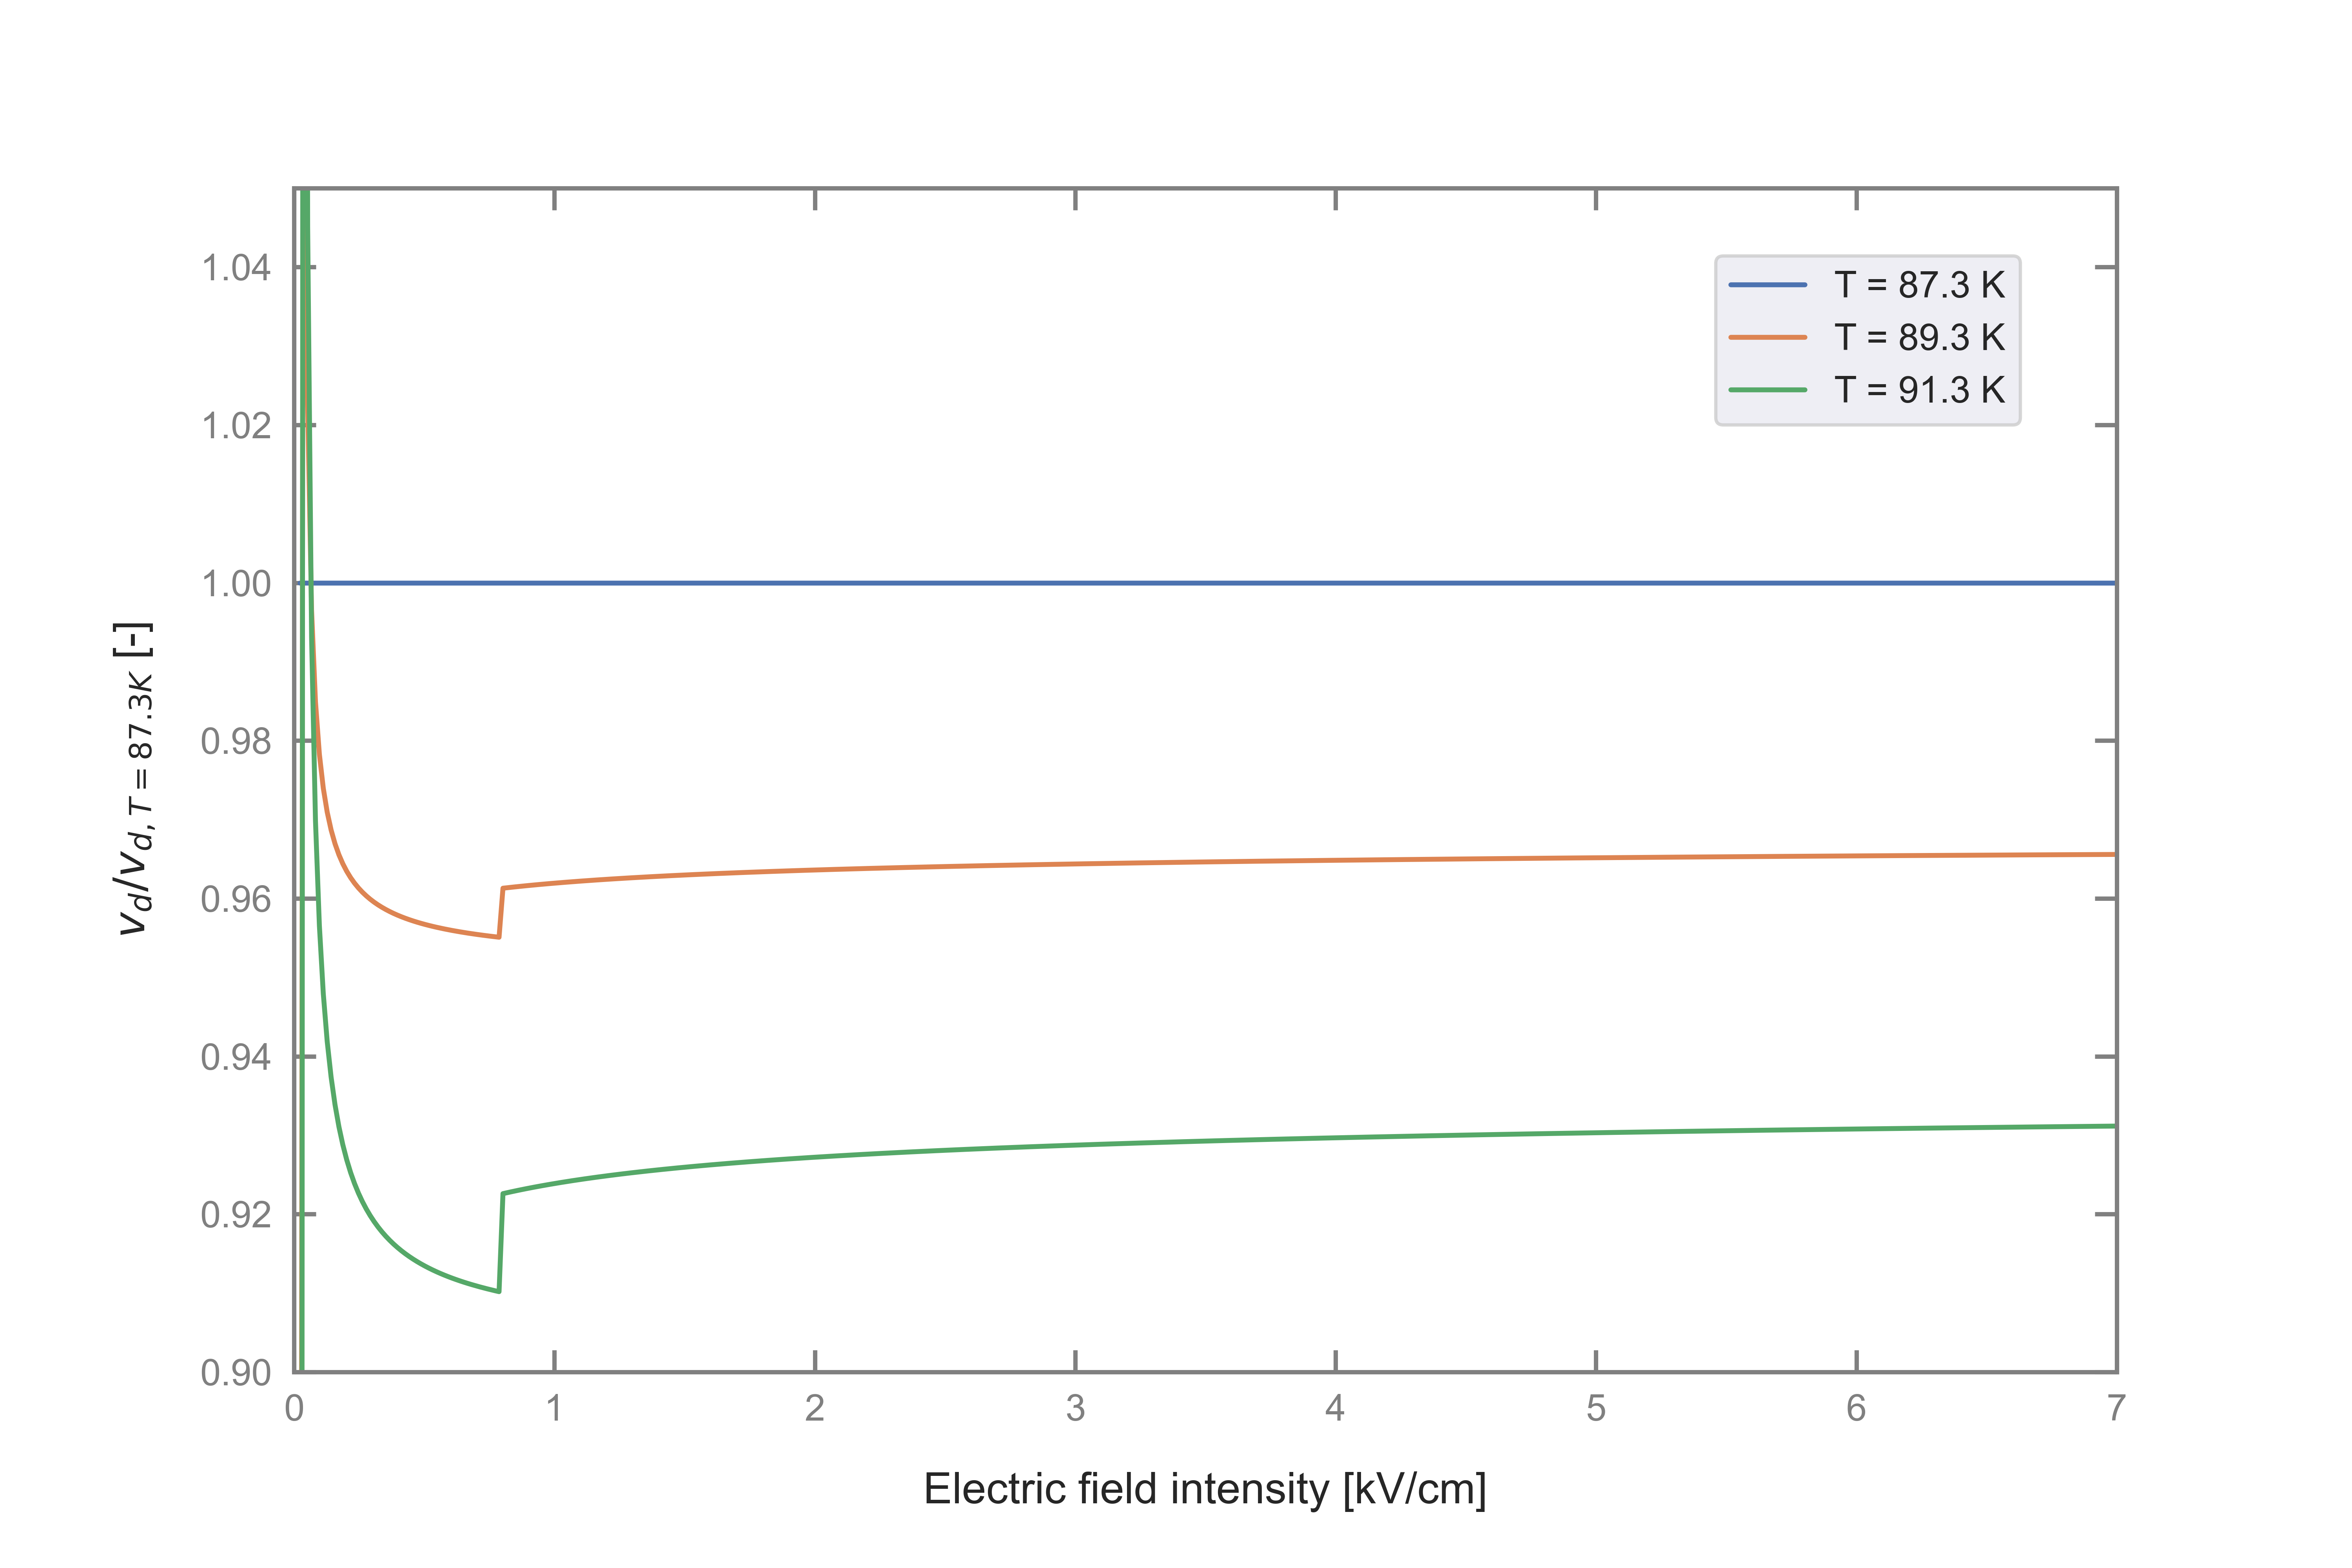 1.04
1.02
1.00
0.98
0.96
0.94
0.92
0.90
0 1 2 3 4 5 6 7
v_d/v_{d, T = 87.3K} [-]
Electric field intensity [kV/cm]
T = 87.3 K
T = 89.3 K
T = 91.3 K